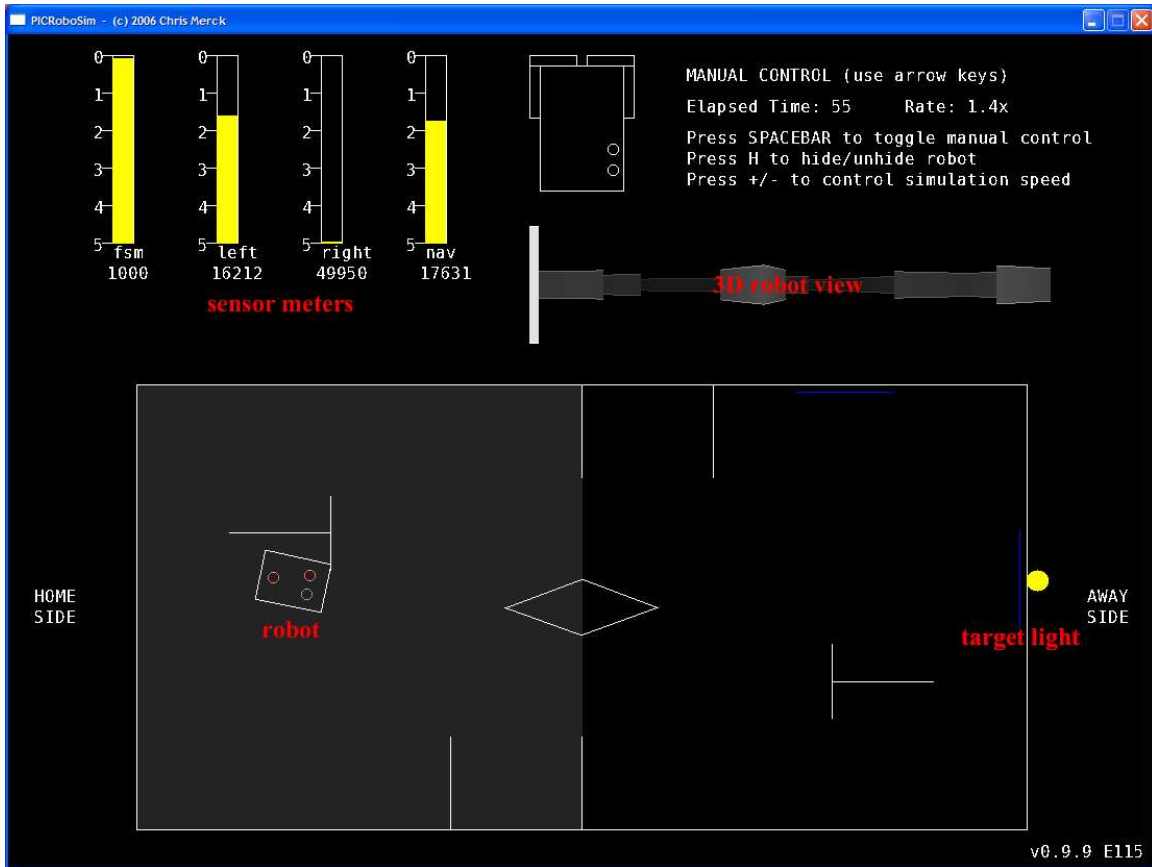 PICRoboSim - (c) 2006 Chris Merck
0 0 0 0
1 1 1 1
2 2 2 2
3 3 3 3
4 4 4 4
5 5 5 5
fsm left right nav
1000 16212 49950 17631
sensor meters
MANUAL CONTROL (use arrow keys)
Elapsed Time: 55 Rate: 1.4x
Press SPACEBAR to toggle manual control
Press H to hide/unhide robot
Press +/- to control simulation speed
3D robot view
HOME
SIDE
robot
AWAY
SIDE
target light
v0.9.9 E115